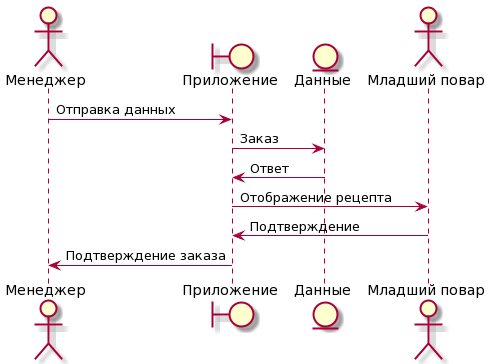 Менеджер
Приложение
Данные
Младший повар
Отправка данных
Заказ
Ответ
Отображение рецепта
Подтверждение
Подтверждение заказа
Менеджер
Приложение
Данные
Младший повар